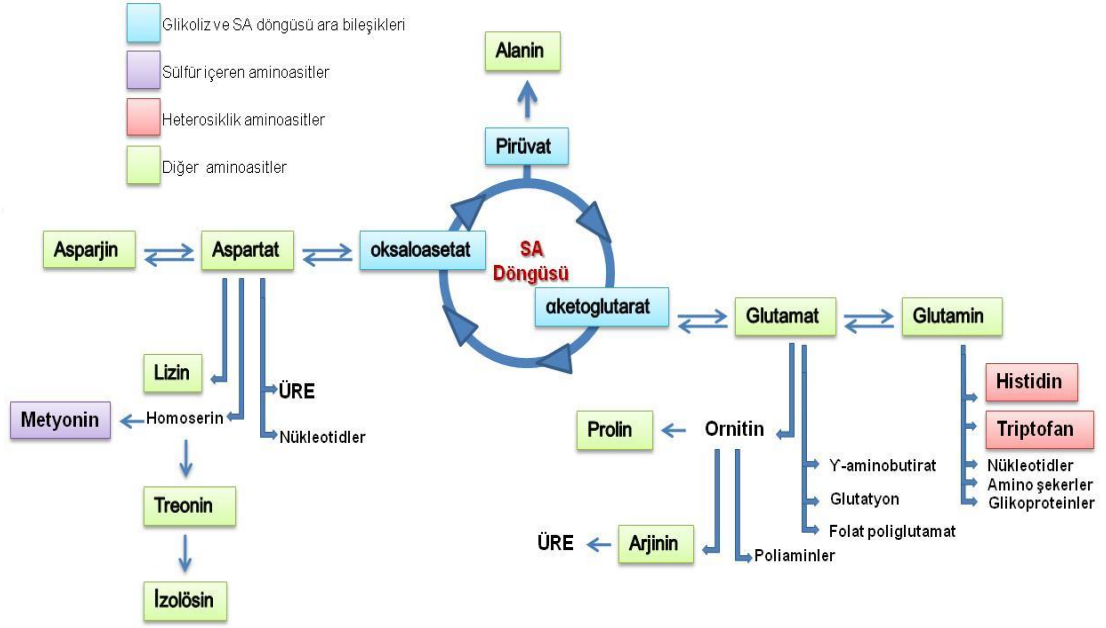 Glikoliz ve SA döngüsü ara bileşikleri
Sülfür içeren aminoasitler
Heterosiklik aminoasitler
Diğer aminoasitler
Alanin
Pirüvat
Asparjin
Aspartat
oksaloasetat
SA
Döngüsü
αketoglutarat
Glutamat
Glutamin
Lizin
ÜRE
Metyonin
Homoserin
Nükleotidler
Treonin
İzolösin
Histidin
Triptofan
Nükleotidler
Amino şekerler
Glikoproteinler
Prolin
Ornitin
ϒ-aminobutirat
Glutatyon
Folat poliglutamat
ÜRE
Arjinin
Poliaminler